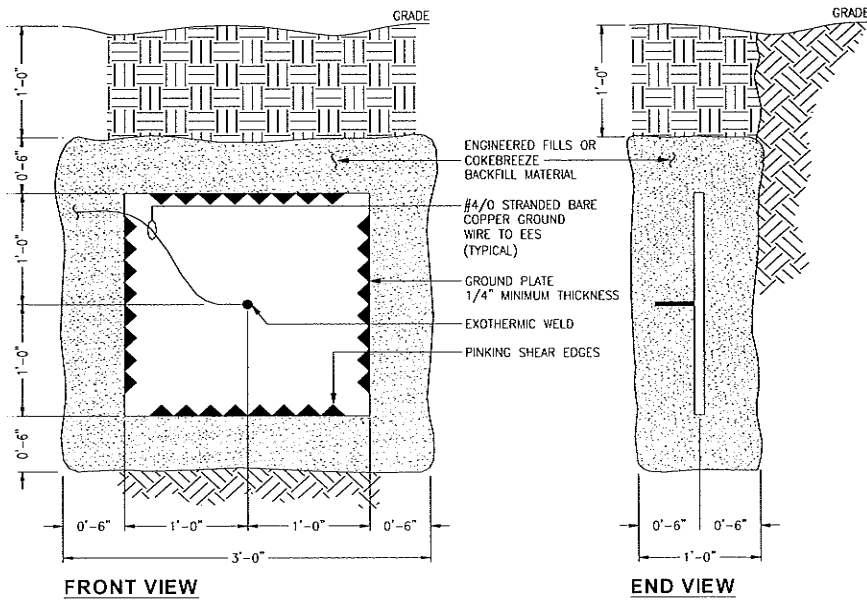 GRADE
GRADE
1'-0"
1'-0"
0'-6"
ENGINEERED FILLS OR
COKEBREEZE
BACKFILL MATERIAL
#4/0 STRANDED BARE
COPPER GROUND
WIRE TO EES
(TYPICAL)
1'-0"
GROUND PLATE
1/4" MINIMUM THICKNESS
EXOTHERMIC WELD
PINKING SHEAR EDGES
1'-0"
0'-6"
0'-6"
1'-0"
1'-0"
0'-6"
3'-0"
0'-6"
0'-6"
1'-0"
FRONT VIEW
END VIEW